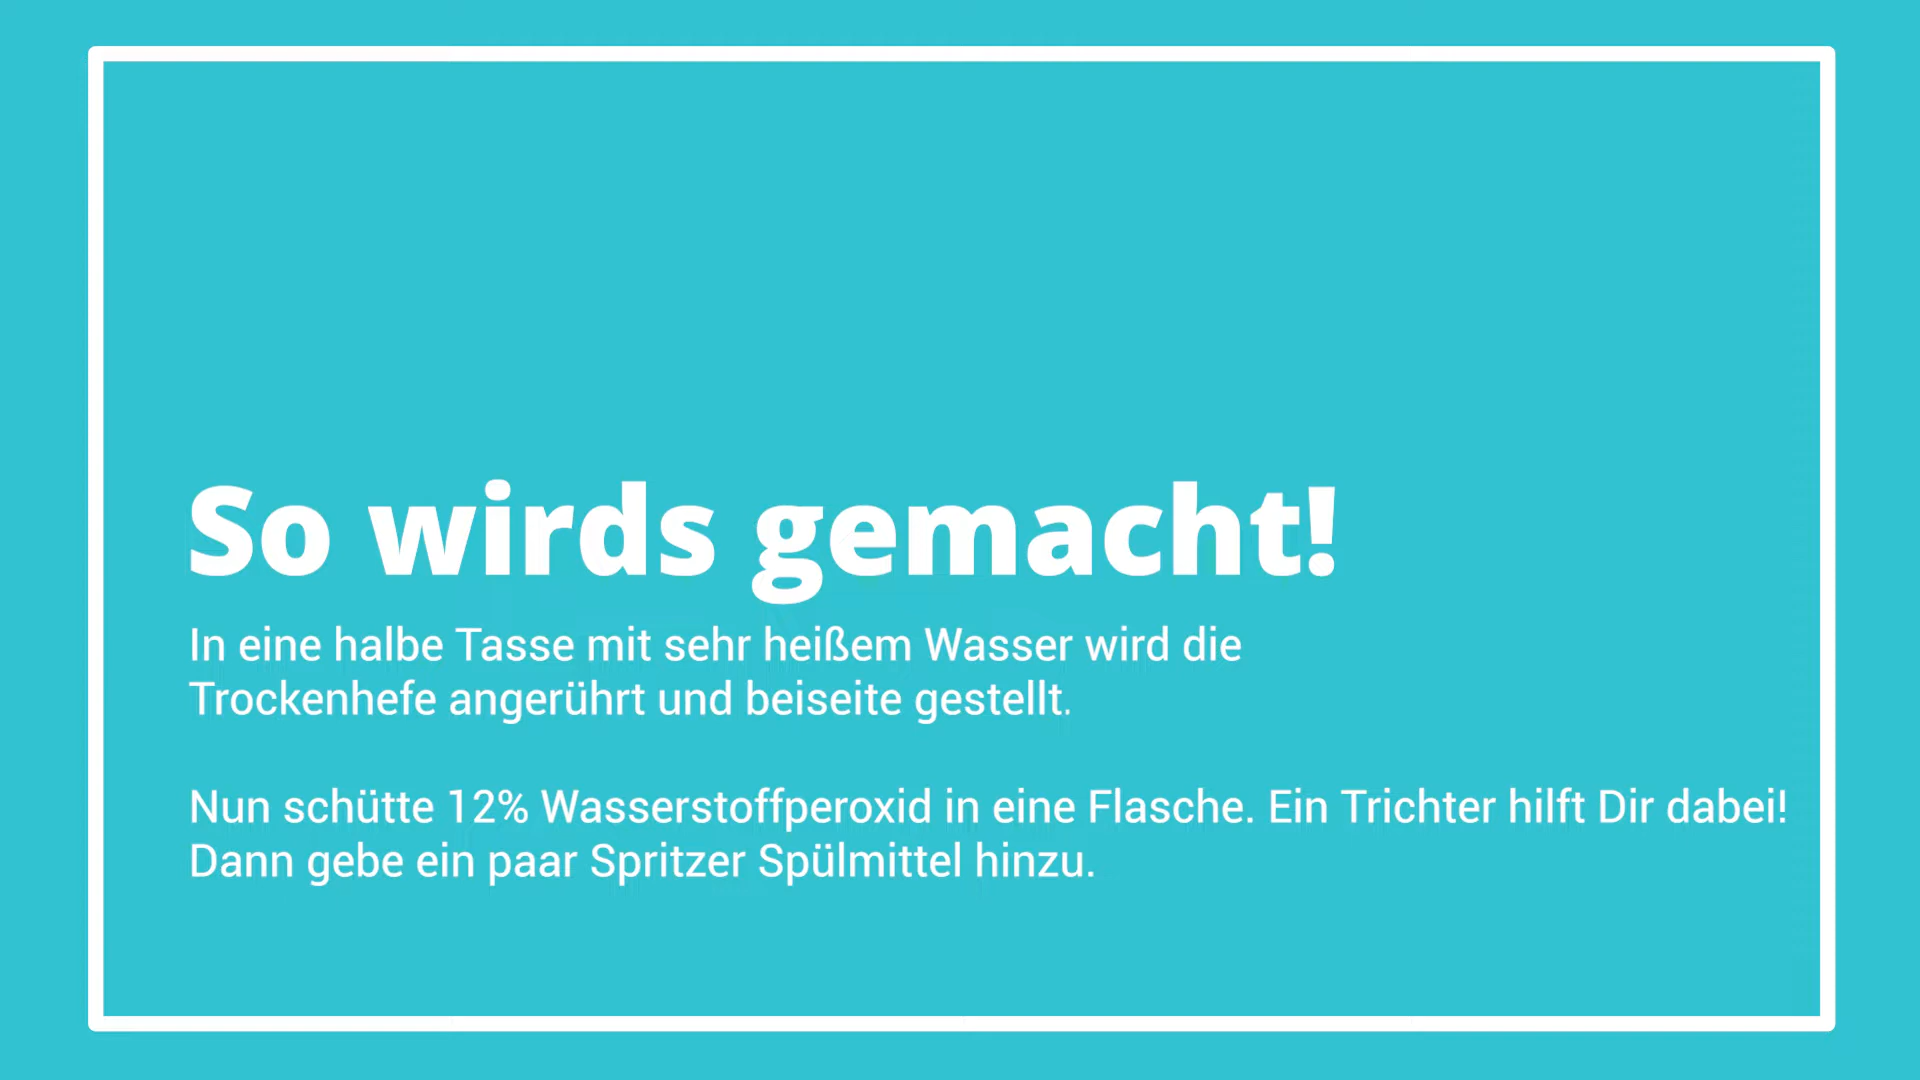 So wirds gemacht!
In eine halbe Tasse mit sehr heißem Wasser wird die
Trockenhefe angerührt und beiseite gestellt.
Nun schütte 12% Wasserstoffperoxid in eine Flasche. Ein Trichter hilft Dir dabei!
Dann gebe ein paar Spritzer Spülmittel hinzu.